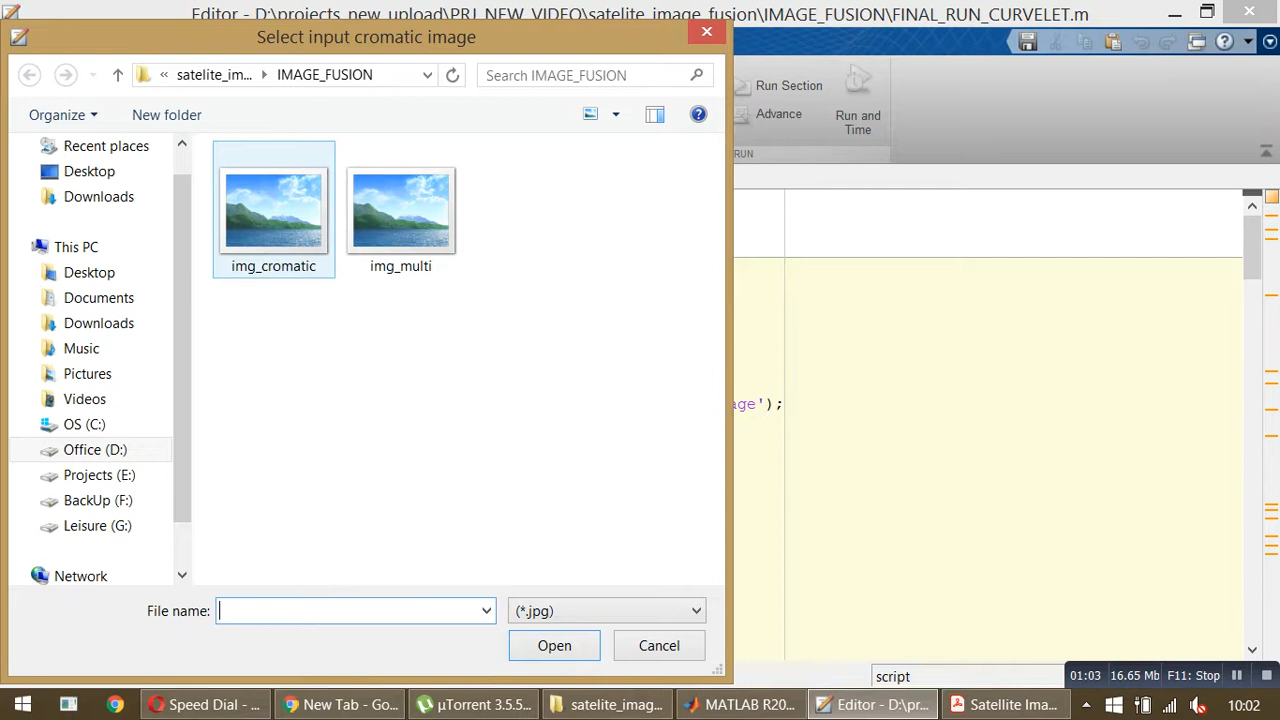 Editor - D:\projects_new_upload\PRJ_NEW_VIDEO\satelite_image_fusion\IMAGE_FUSION\FINAL_RUN_CURVELET.m
Select input cromatic image
« satelite_im... IMAGE_FUSION
Search IMAGE_FUSION
Organize
New folder
Run Section
Advance
Run and
Time
RUN
Recent places
Desktop
Downloads
This PC
Desktop
Documents
Downloads
Music
Pictures
Videos
OS (C:)
Office (D:)
Projects (E:)
BackUp (F:)
Leisure (G:)
Network
img_cromatic
img_multi
age');
File name:
(*.jpg)
Open
Cancel
script
01:03 16.65 Mb F11: Stop
Speed Dial - ...
New Tab - Go...
µTorrent 3.5.5...
satelite_imag...
MATLAB R20...
Editor - D:\pr...
Satellite Ima...
10:02